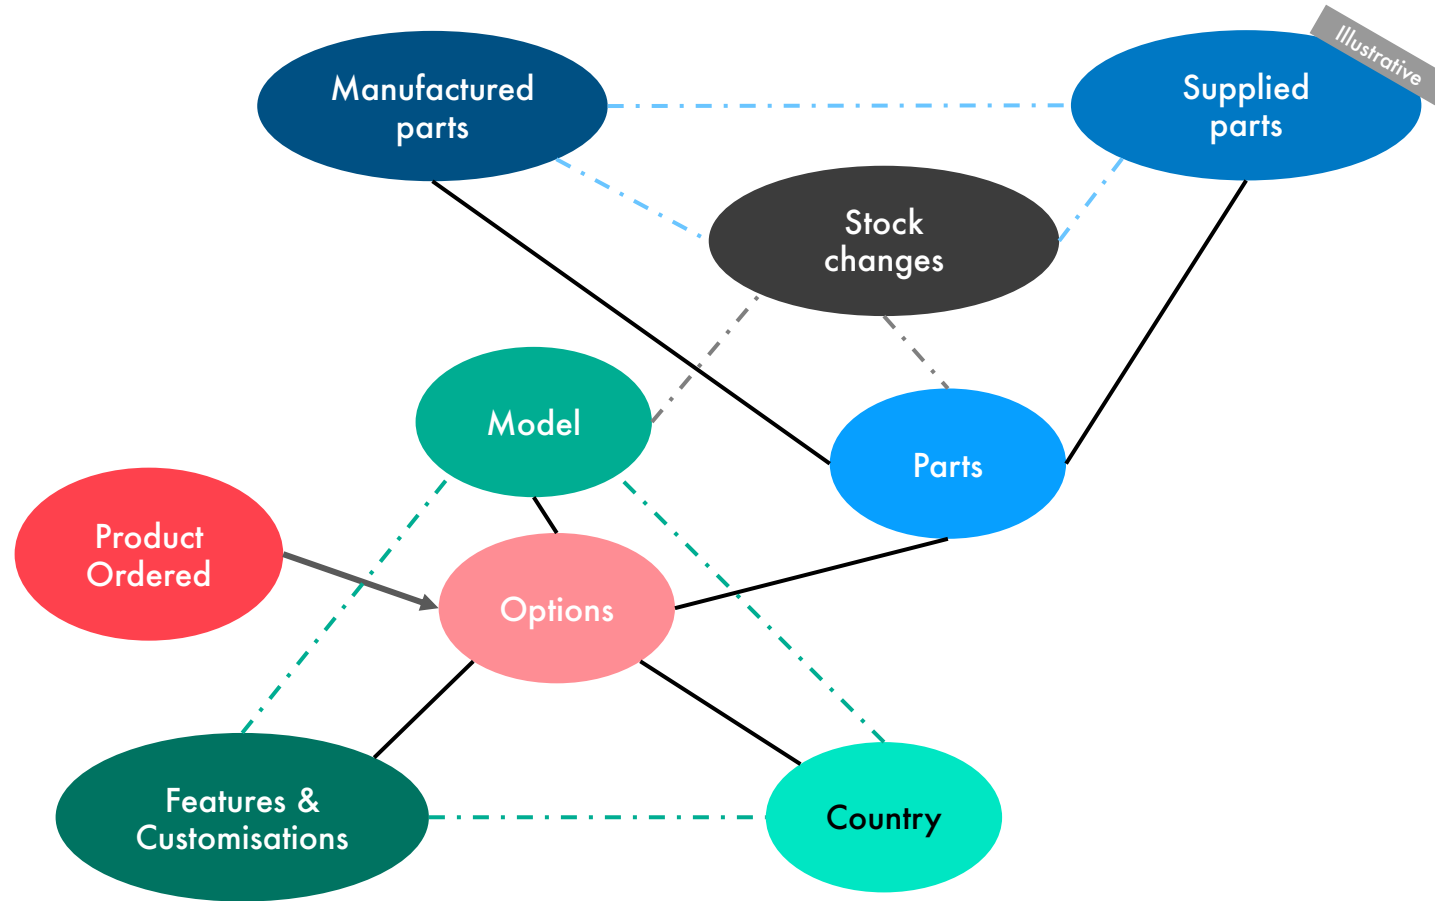 Illustrative
Manufactured
parts
Supplied
parts
Stock
changes
Model
Parts
Product
Ordered
Options
Features &
Customisations
Country